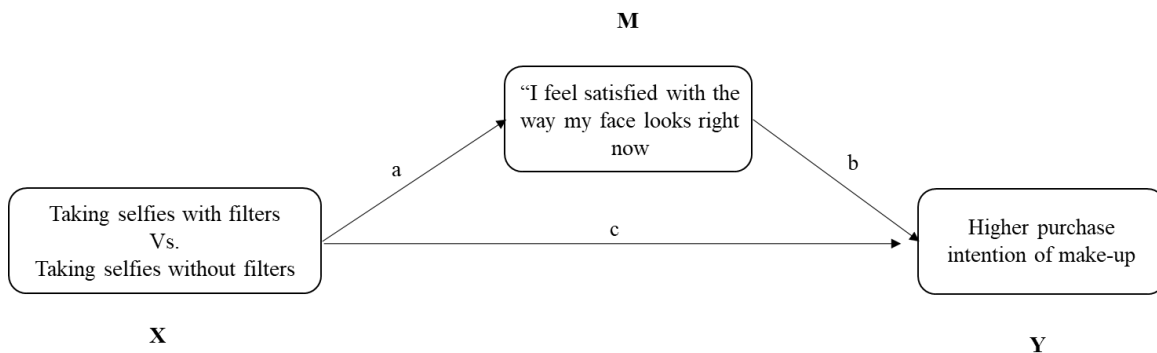 M
“I feel satisfied with the
way my face looks right
now
a
b
Taking selfies with filters
Vs.
Taking selfies without filters
c
Higher purchase
intention of make-up
X
Y